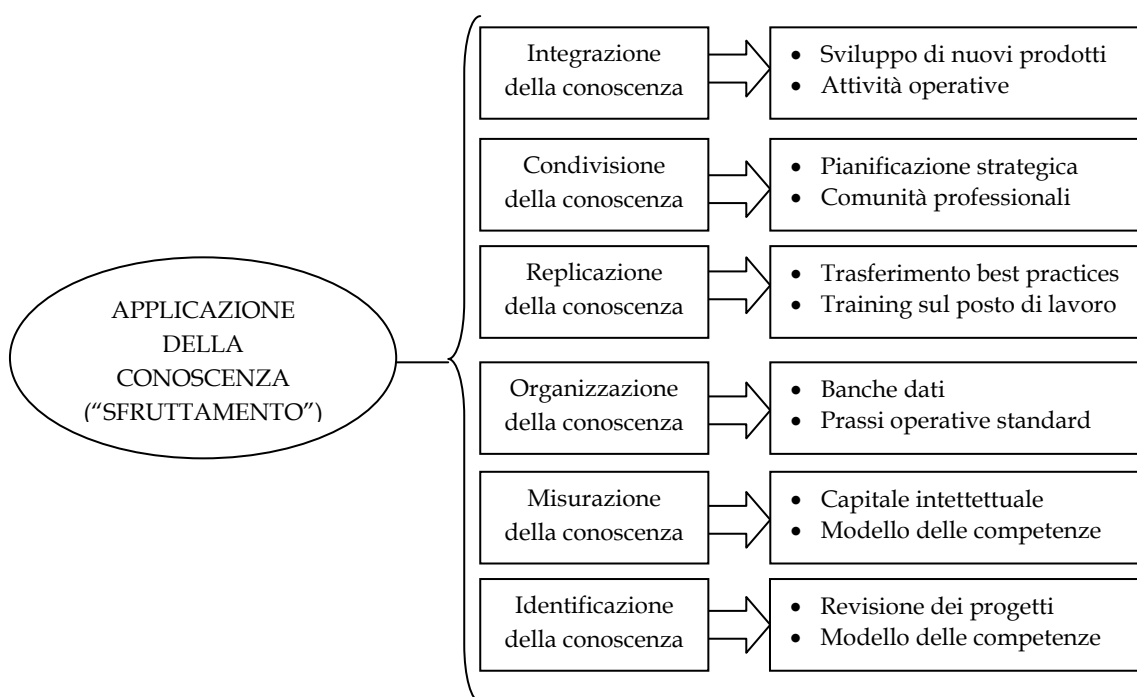 Integrazione
della conoscenza
• Sviluppo di nuovi prodotti
• Attività operative
Condivisione
della conoscenza
• Pianificazione strategica
• Comunità professionali
Replicazione
della conoscenza
• Trasferimento best practices
• Training sul posto di lavoro
APPLICAZIONE
DELLA
CONOSCENZA
(“SFRUTTAMENTO”)
Organizzazione
della conoscenza
• Banche dati
• Prassi operative standard
Misurazione
della conoscenza
• Capitale intettettuale
• Modello delle competenze
Identificazione
della conoscenza
• Revisione dei progetti
• Modello delle competenze